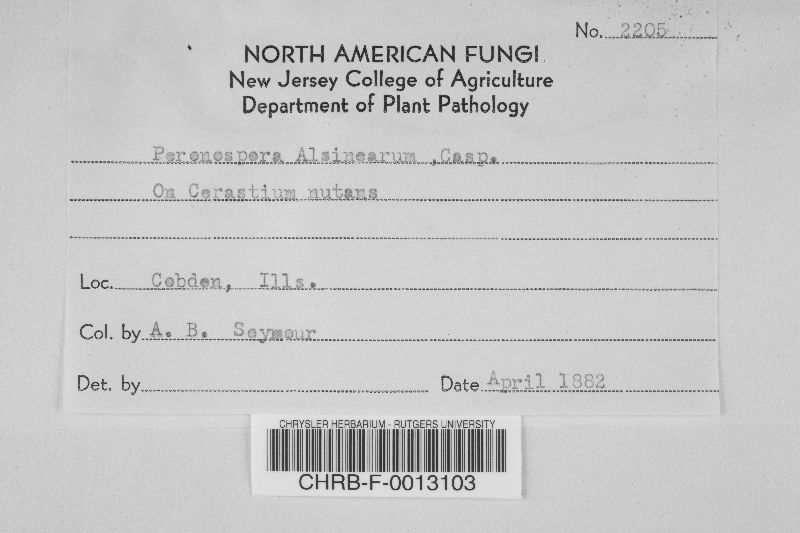 No. 2205
NORTH AMERICAN FUNGI
New Jersey College of Agriculture
Department of Plant Pathology
Peronospora Alsinearum ,Casp.
On Cerastium nutans
Loc. Cobden, Ills.
Col. by A. B. Seymour
Det. by
Date April 1882
CHRYSLER HERBARIUM - RUTGERS UNIVERSITY
CHRB-F-0013103